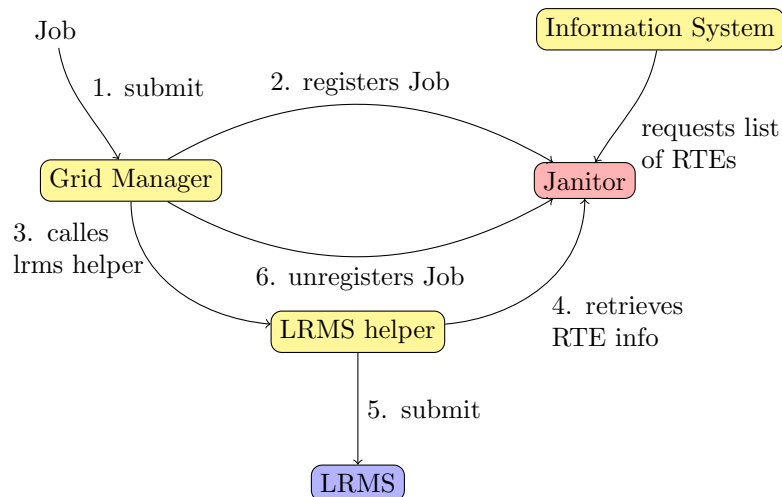 Job
Information System
1. submit
2. registers Job
requests list
of RTEs
Grid Manager
Janitor
3. calles
lrms helper
6. unregisters Job
4. retrieves
RTE info
LRMS helper
5. submit
LRMS